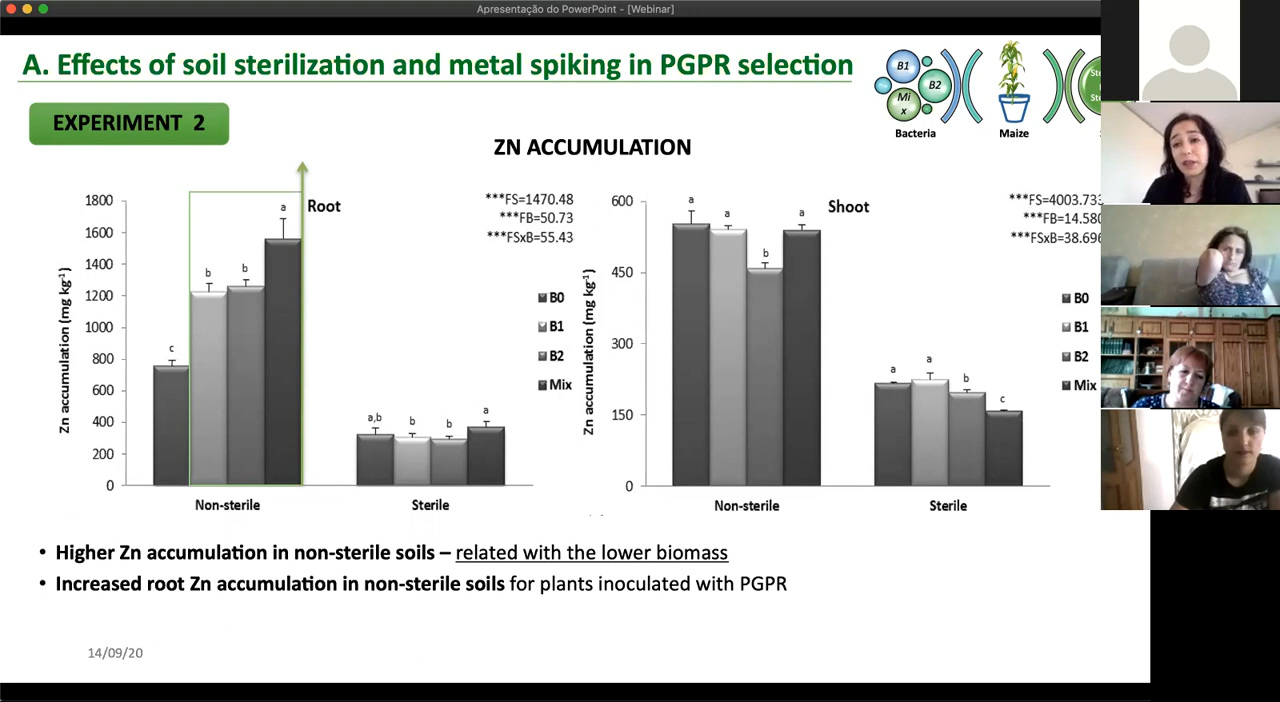 Apresentação do PowerPoint - [Webinar]
A. Effects of soil sterilization and metal spiking in PGPR selection
B1
B2
Mi
x
Bacteria
Maize
EXPERIMENT 2
ZN ACCUMULATION
Zn accumulation (mg kg-1)
1800
1600
1400
1200
1000
800
600
400
200
0
Root
***FS=1470.48
***FB=50.73
***FSxB=55.43
c
b
b
a
a,b
b
b
a
B0
B1
B2
Mix
Non-sterile
Sterile
Zn accumulation (mg kg-1)
600
450
300
150
0
Shoot
***FS=4003.733
***FB=14.580
***FSxB=38.696
a
a
b
a
a
a
b
c
B0
B1
B2
Mix
Non-sterile
Sterile
• Higher Zn accumulation in non-sterile soils – related with the lower biomass
• Increased root Zn accumulation in non-sterile soils for plants inoculated with PGPR
14/09/20